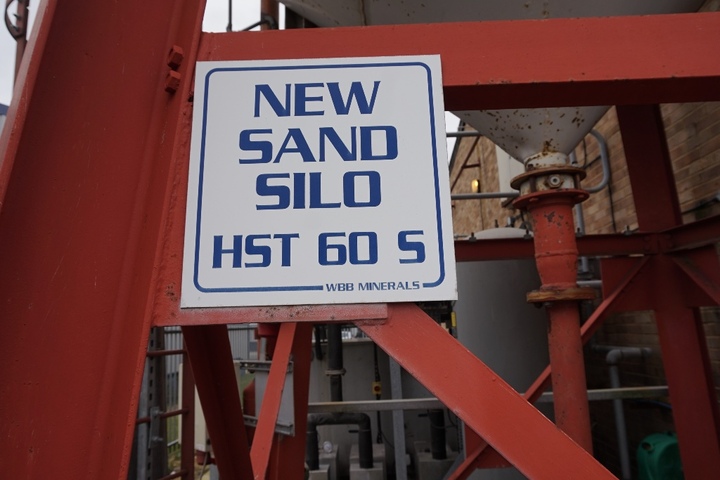 NEW
SAND
SILO
HST 60 S
WBB MINERALS